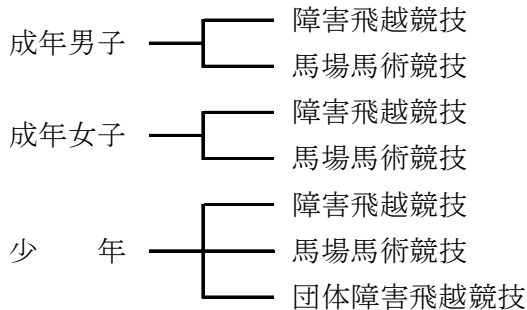 成年男子
障害飛越競技
馬場馬術競技
成年女子
障害飛越競技
馬場馬術競技
少　　年
障害飛越競技
馬場馬術競技
団体障害飛越競技